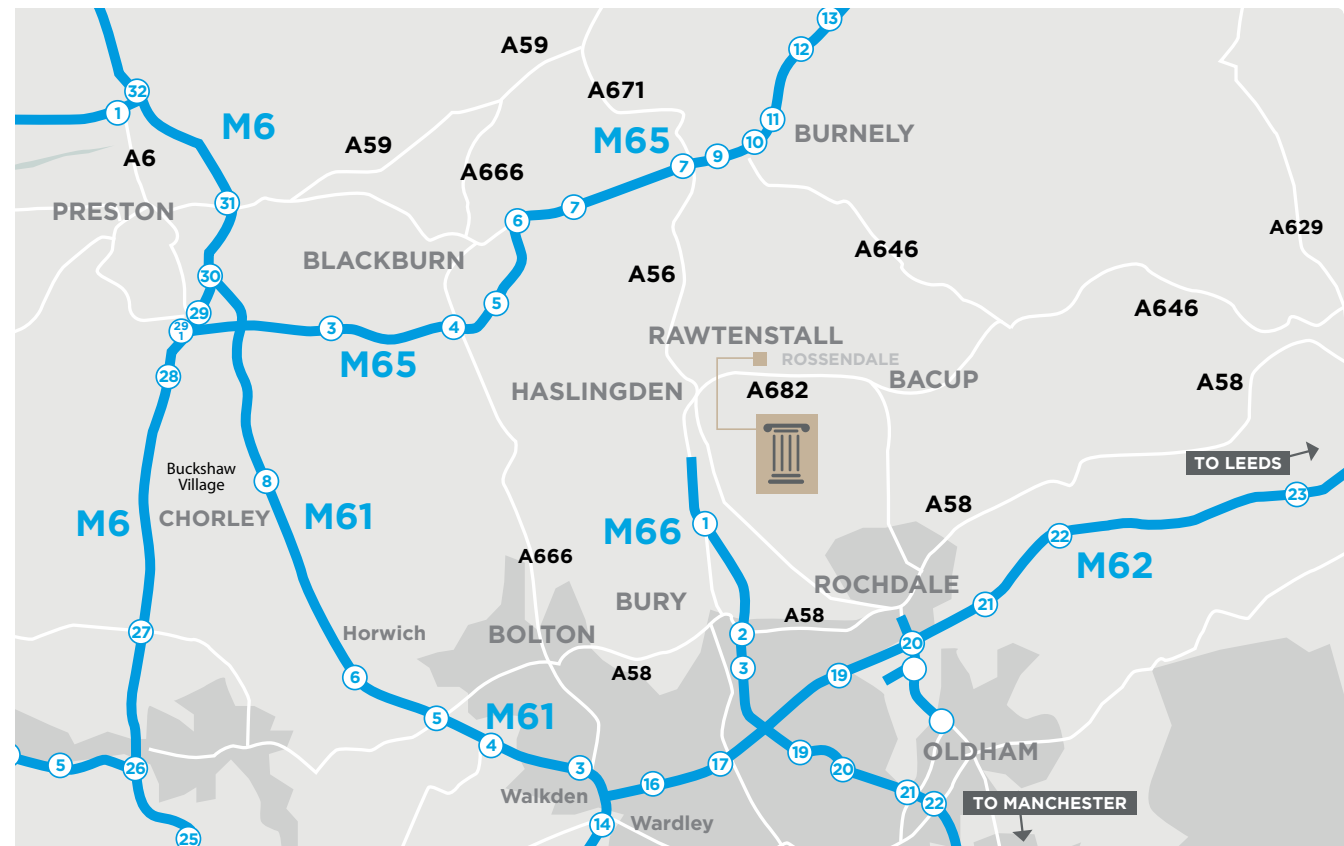 13
A59
12
32
A671
1
M6
11
M65
BURNELY
A59
10
A6
9
7
A666
31
PRESTON
7
6
A629
A646
BLACKBURN
30
A56
5
A646
29
29
1
3
4
RAWTENSTALL
M65
ROSSENDALE
28
BACUP
A58
HASLINGDEN
A682
TO LEEDS
Buckshaw
Village
8
23
A58
CHORLEY
M61
M6
1
M66
22
A666
M62
ROCHDALE
BURY
21
A58
27
Horwich
BOLTON
2
20
A58
3
19
6
5
M61
4
19
OLDHAM
5
26
3
17
20
16
21
22
Walkden
TO MANCHESTER
14
Wardley
25